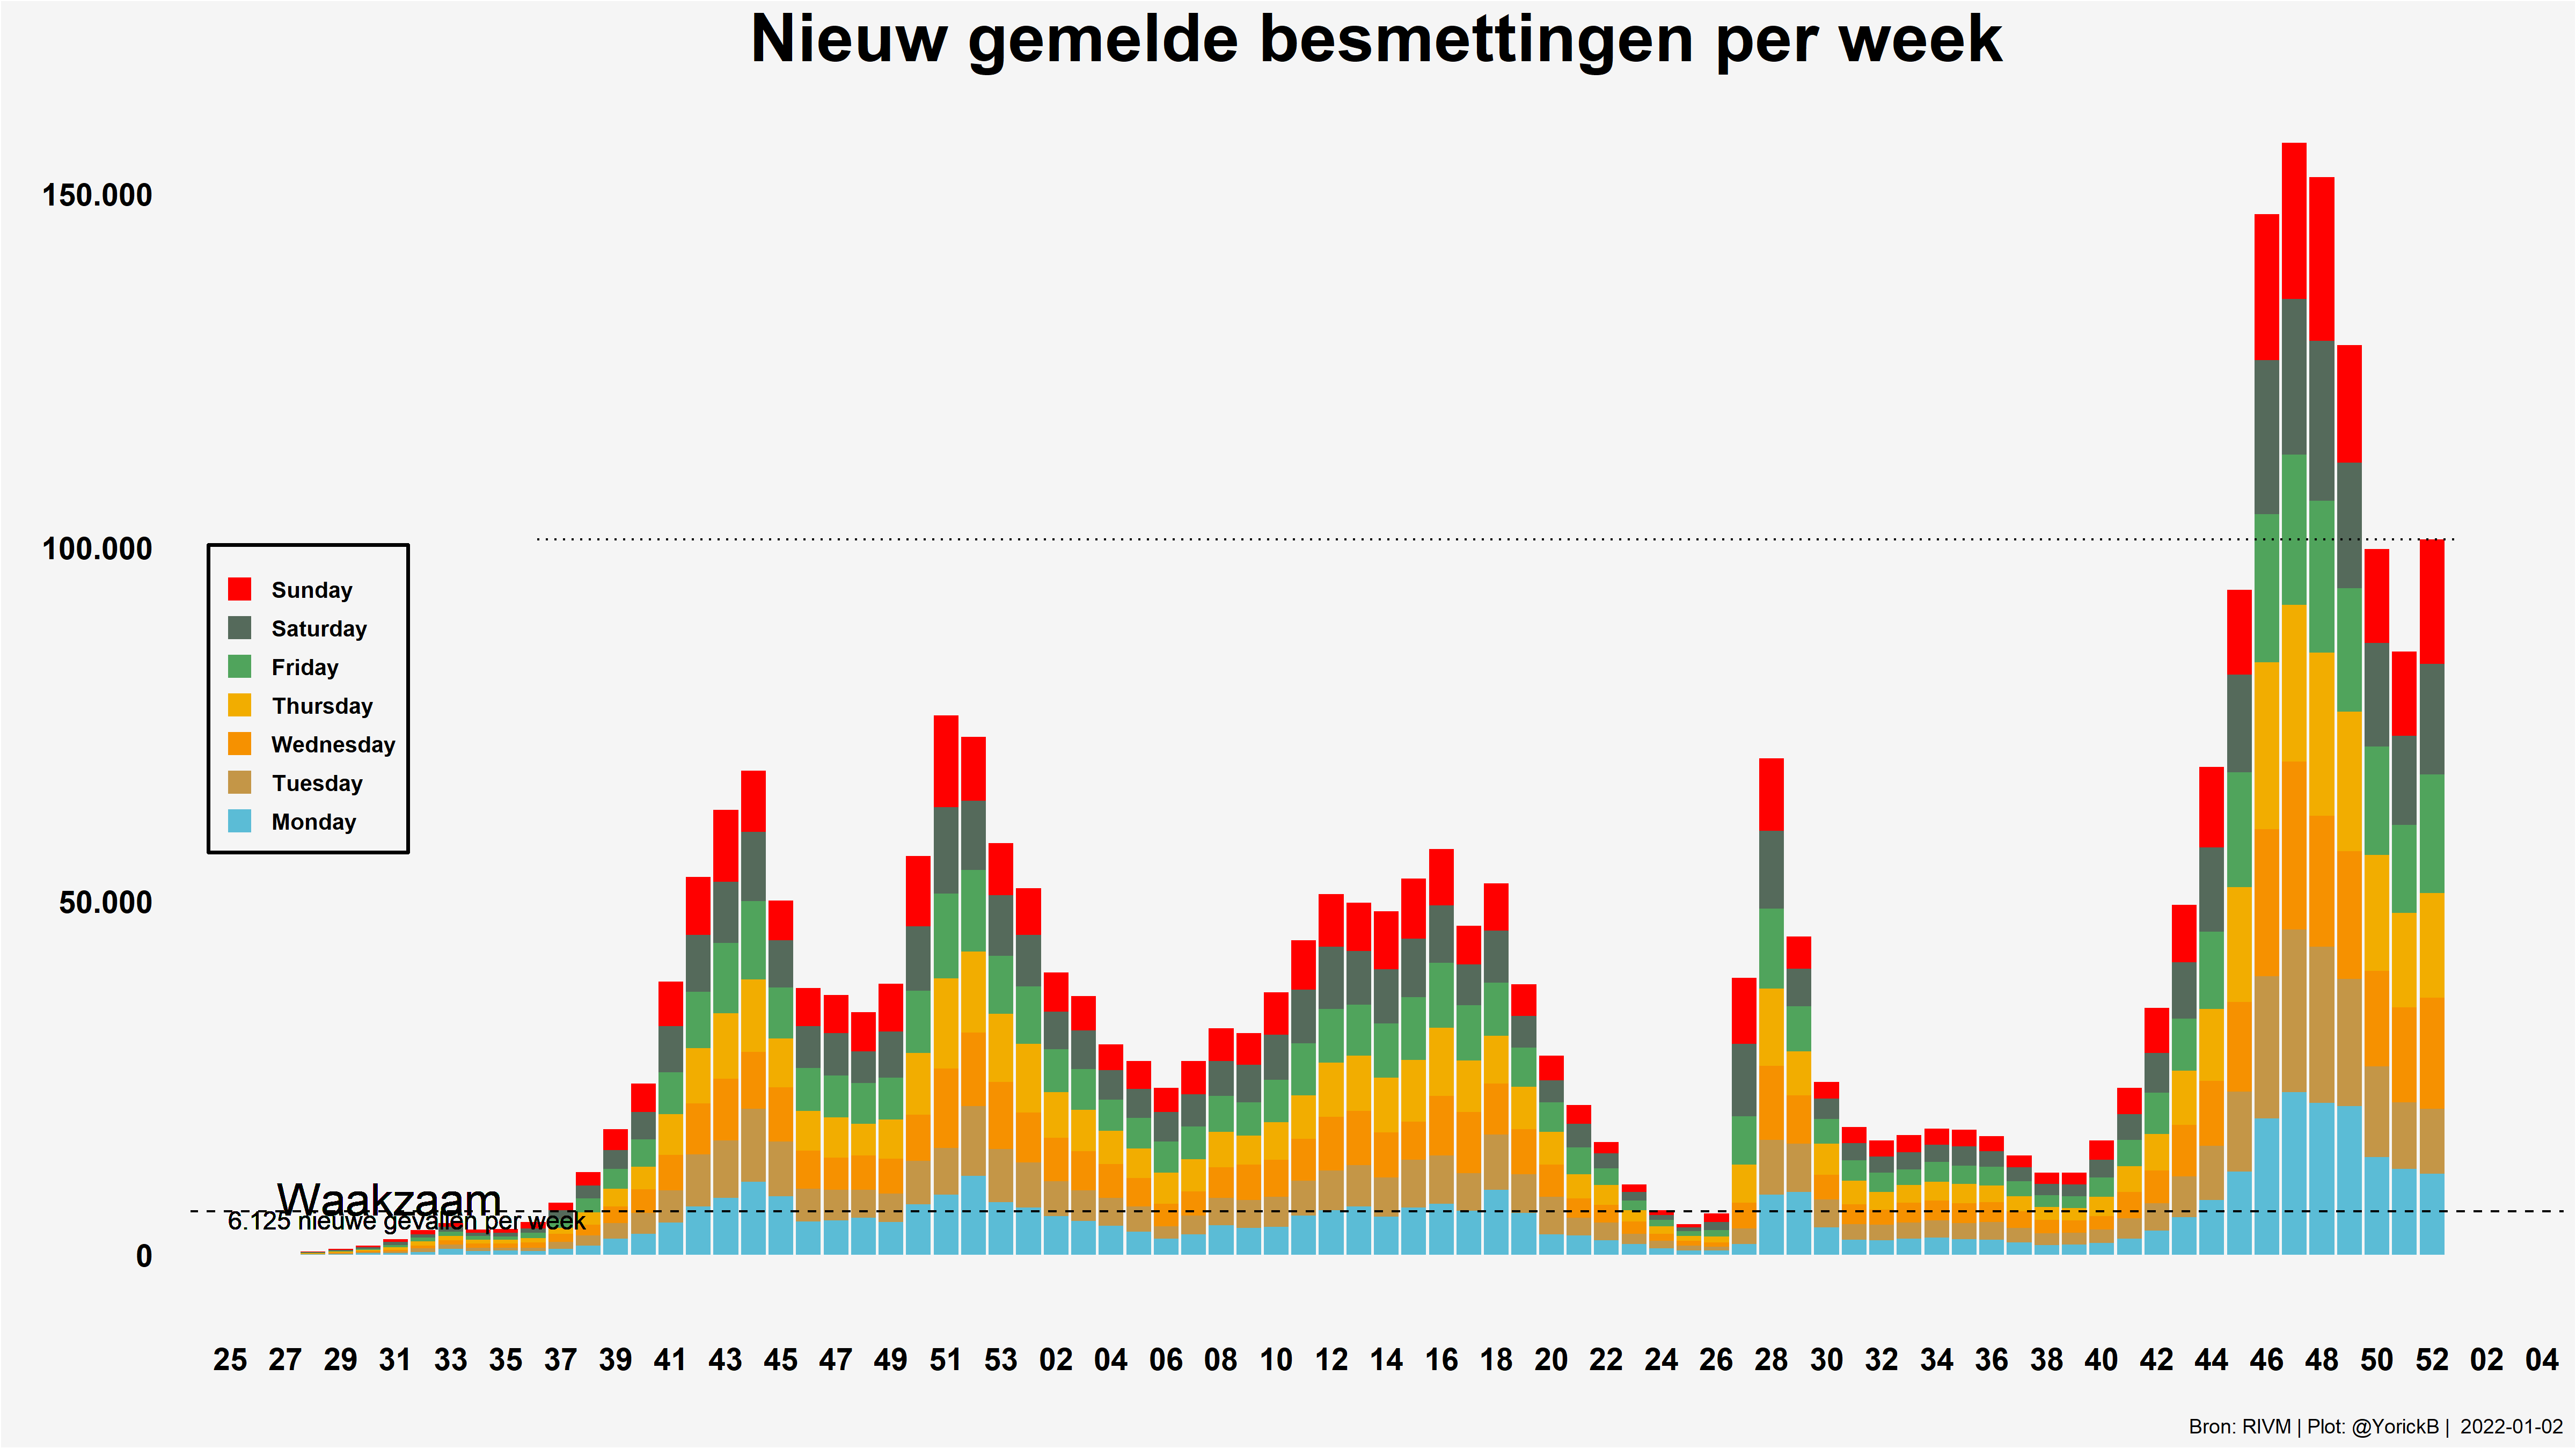 Nieuw gemelde besmettingen per week
150.000
100.000
50.000
0
Sunday
Saturday
Friday
Thursday
Wednesday
Tuesday
Monday
Waakzaam
6.125 nieuwe gevallen per week
25 27 29 31 33 35 37 39 41 43 45 47 49 51 53 02 04 06 08 10 12 14 16 18 20 22 24 26 28 30 32 34 36 38 40 42 44 46 48 50 52 02 04
Bron: RIVM | Plot: @YorickB | 2022-01-02